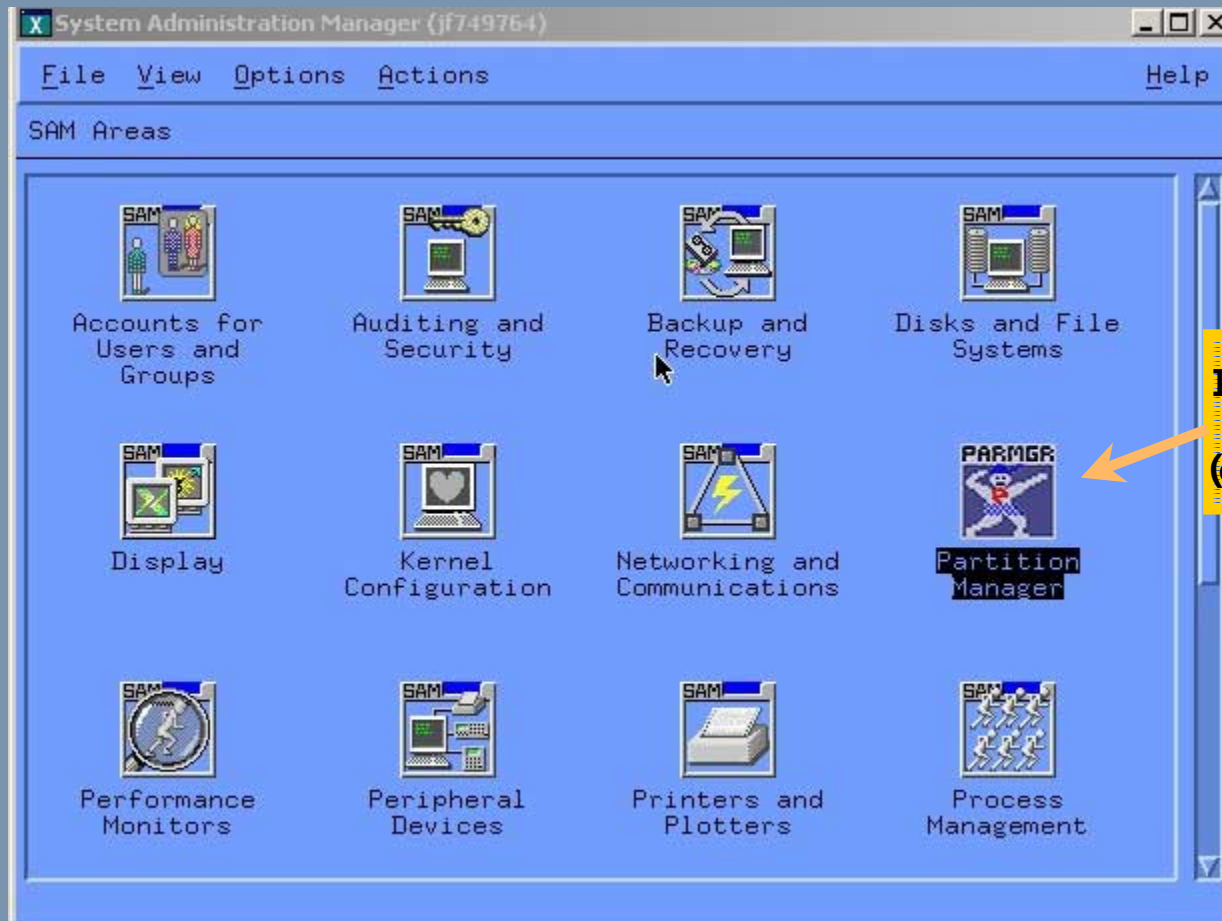 System Administration Manager (jf749764)
File View Options Actions Help
SAM Areas
SAM SAM SAM SAM
Accounts for Users and Groups
Auditing and Security
Backup and Recovery
Disks and File Systems
SAM SAM SAM PARMGR
Display
Kernel Configuration
Networking and Communications
Partition Manager
SAM SAM SAM SAM
Performance Monitors
Peripheral Devices
Printers and Plotters
Process Management